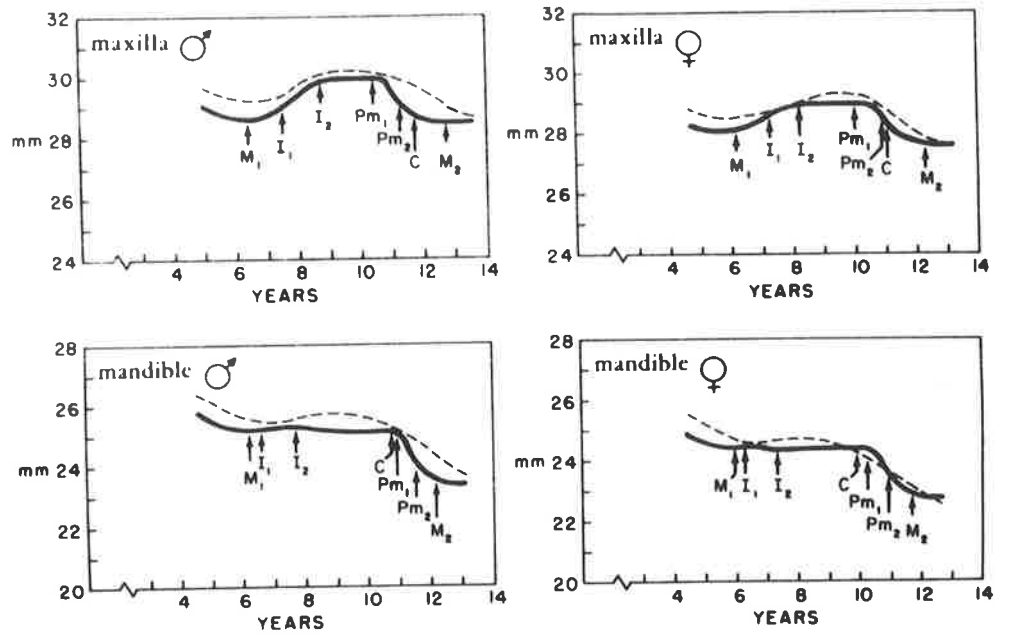 32
maxilla ♂
30
mm
28
26
24
M₁ I₁ I₂ Pm₁ Pm₂ C M₂
4 6 8 10 12 14
YEARS
32
maxilla ♀
30
mm
28
26
24
M₁ I₁ I₂ Pm₁ Pm₂ C M₂
4 6 8 10 12 14
YEARS
28
mandible ♂
26
mm
24
22
20
M₁ I₁ I₂ C Pm₁ Pm₂ M₂
4 6 8 10 12 14
YEARS
28
mandible ♀
26
mm
24
22
20
M₁ I₁ I₂ C Pm₁ Pm₂ M₂
4 6 8 10 12 14
YEARS